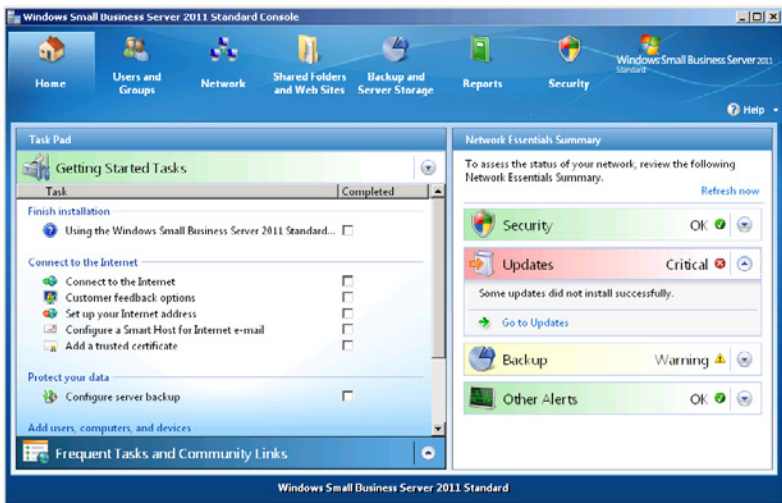 Windows Small Business Server 2011 Standard Console
Home
Users and
Groups
Network
Shared Folders
and Web Sites
Backup and
Server Storage
Reports
Security
Windows Small Business Server 2011
Standard
Help
Task Pad
Getting Started Tasks
Task Completed
Finish installation
Using the Windows Small Business Server 2011 Standard...
Connect to the Internet
Connect to the Internet
Customer feedback options
Set up your Internet address
Configure a Smart Host for Internet e-mail
Add a trusted certificate
Protect your data
Configure server backup
Add users, computers, and devices
Frequent Tasks and Community Links
Network Essentials Summary
To assess the status of your network, review the following
Network Essentials Summary.
Refresh now
Security OK
Updates Critical
Some updates did not install successfully.
Go to Updates
Backup Warning
Other Alerts OK
Windows Small Business Server 2011 Standard